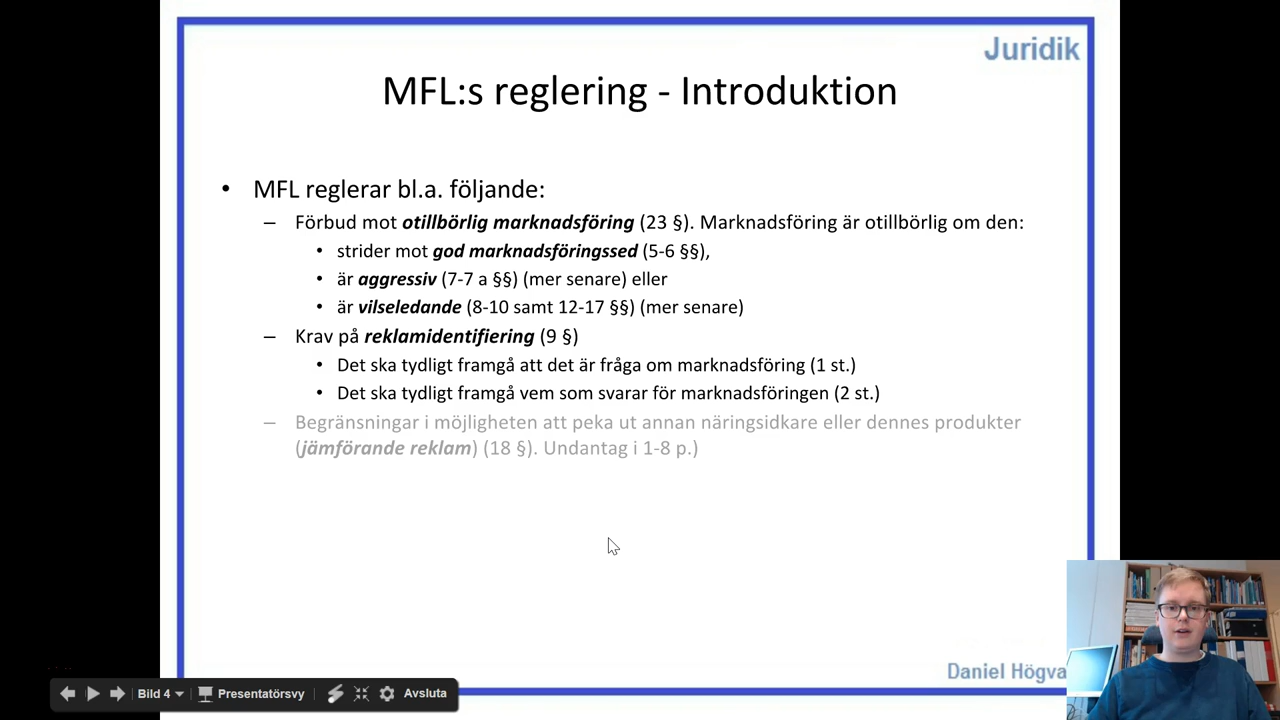 Juridik
MFL:s reglering - Introduktion
• MFL reglerar bl.a. följande:
– Förbud mot otillbörlig marknadsföring (23 §). Marknadsföring är otillbörlig om den:
• strider mot god marknadsföringssed (5-6 §§),
• är aggressiv (7-7 a §§) (mer senare) eller
• är vilseledande (8-10 samt 12-17 §§) (mer senare)
– Krav på reklamidentifiering (9 §)
• Det ska tydligt framgå att det är fråga om marknadsföring (1 st.)
• Det ska tydligt framgå vem som svarar för marknadsföringen (2 st.)
– Begränsningar i möjligheten att peka ut annan näringsidkare eller dennes produkter
(jämförande reklam) (18 §). Undantag i 1-8 p.)
Daniel Högva
Bild 4 Presentatörsvy Avsluta